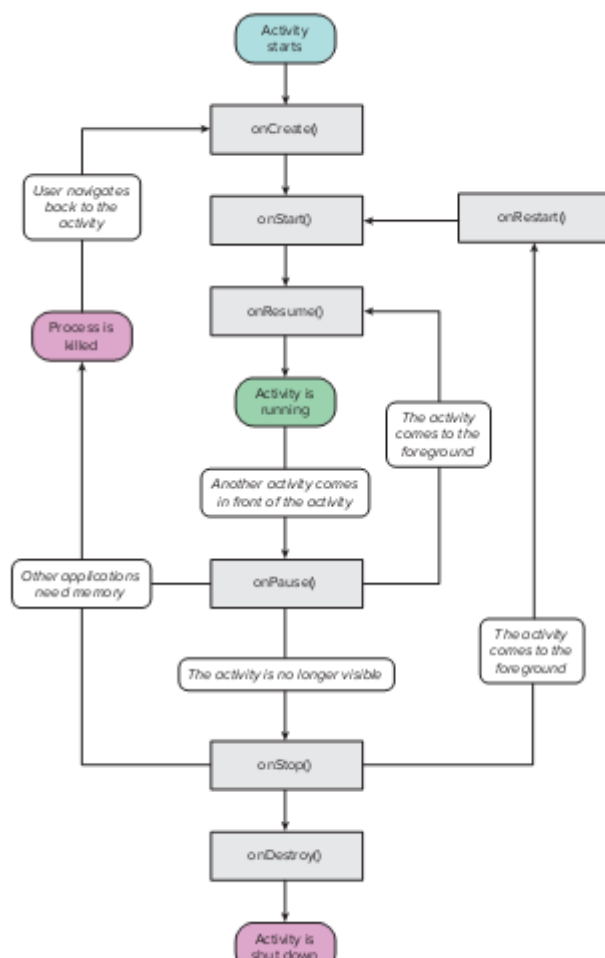 Activity
starts
onCreate()
User navigates
back to the
activity
onStart()
onRestart()
onResume()
Process is
killed
Activity is
running
The activity
comes to the
foreground
Another activity comes
in front of the activity
Other applications
need memory
onPause()
The activity
comes to the
foreground
The activity is no longer visible
onStop()
onDestroy()
Activity is
shut down